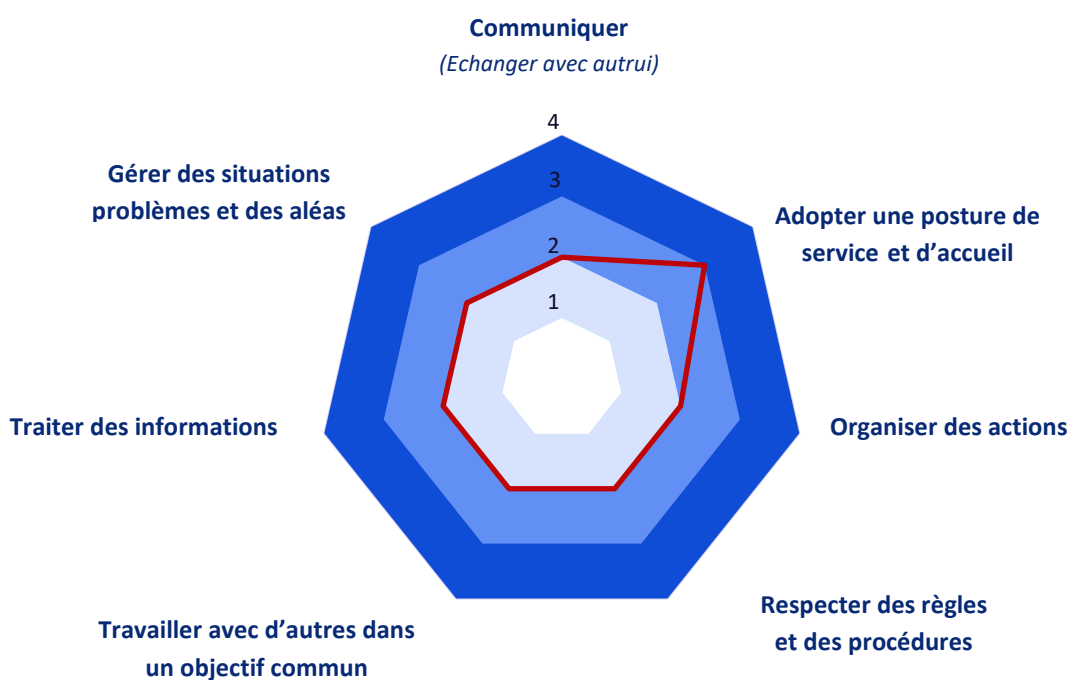 Communiquer
(Echanger avec autrui)
4
3
2
1
Gérer des situations
problèmes et des aléas
Adopter une posture de
service et d’accueil
Traiter des informations
Organiser des actions
Travailler avec d’autres dans
un objectif commun
Respecter des règles
et des procédures